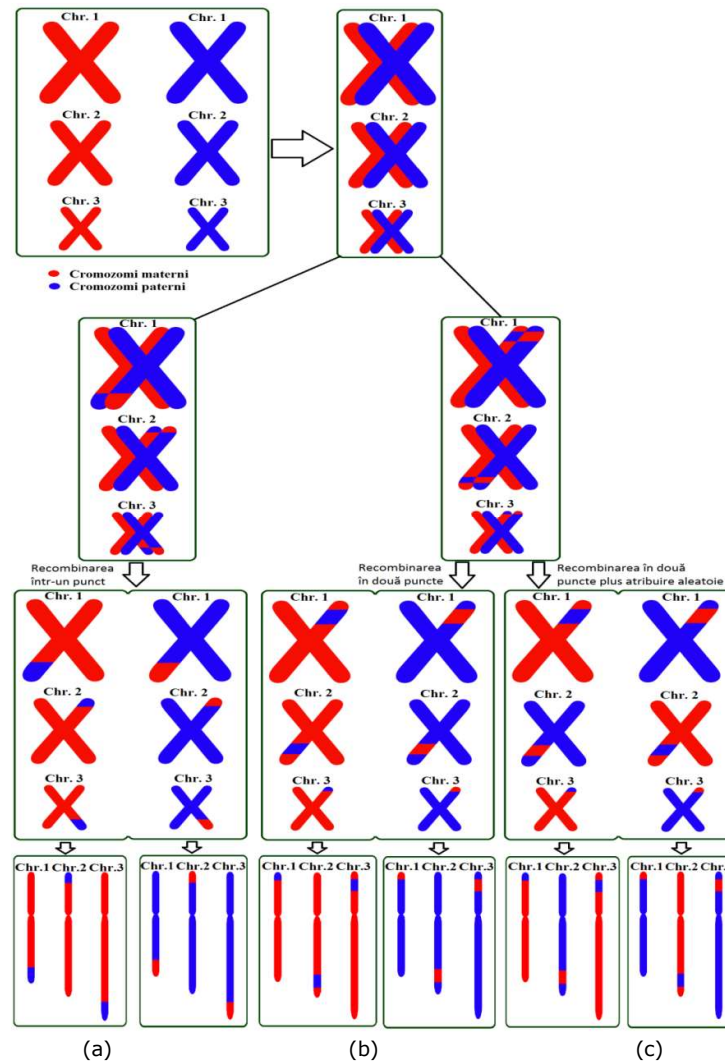 Chr. 1 Chr. 1 Chr. 1
Chr. 2 Chr. 2 Chr. 2
Chr. 3 Chr. 3 Chr. 3
Cromozomi materni
Cromozomi paterni
Chr. 1 Chr. 1
Chr. 2 Chr. 2
Chr. 3 Chr. 3
Recombinarea
într-un punct
Recombinarea
în două puncte
Recombinarea în două
puncte plus atribuire aleatoie
Chr. 1 Chr. 1 Chr. 1 Chr. 1 Chr. 1 Chr. 1
Chr. 2 Chr. 2 Chr. 2 Chr. 2 Chr. 2 Chr. 2
Chr. 3 Chr. 3 Chr. 3 Chr. 3 Chr. 3 Chr. 3
Chr.1 Chr.2 Chr.3 Chr.1 Chr.2 Chr.3 Chr.1 Chr.2 Chr.3 Chr.1 Chr.2 Chr.3 Chr.1 Chr.2 Chr.3 Chr.1 Chr.2 Chr.3
(a) (b) (c)